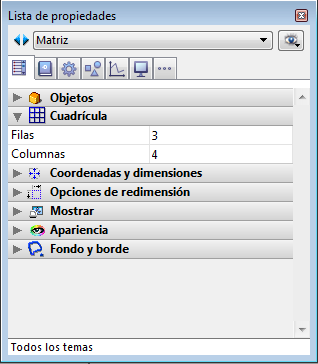 Lista de propiedades
Matriz
Objetos
Cuadrícula
Filas 3
Columnas 4
Coordenadas y dimensiones
Opciones de redimensión
Mostrar
Apariencia
Fondo y borde
Todos los temas